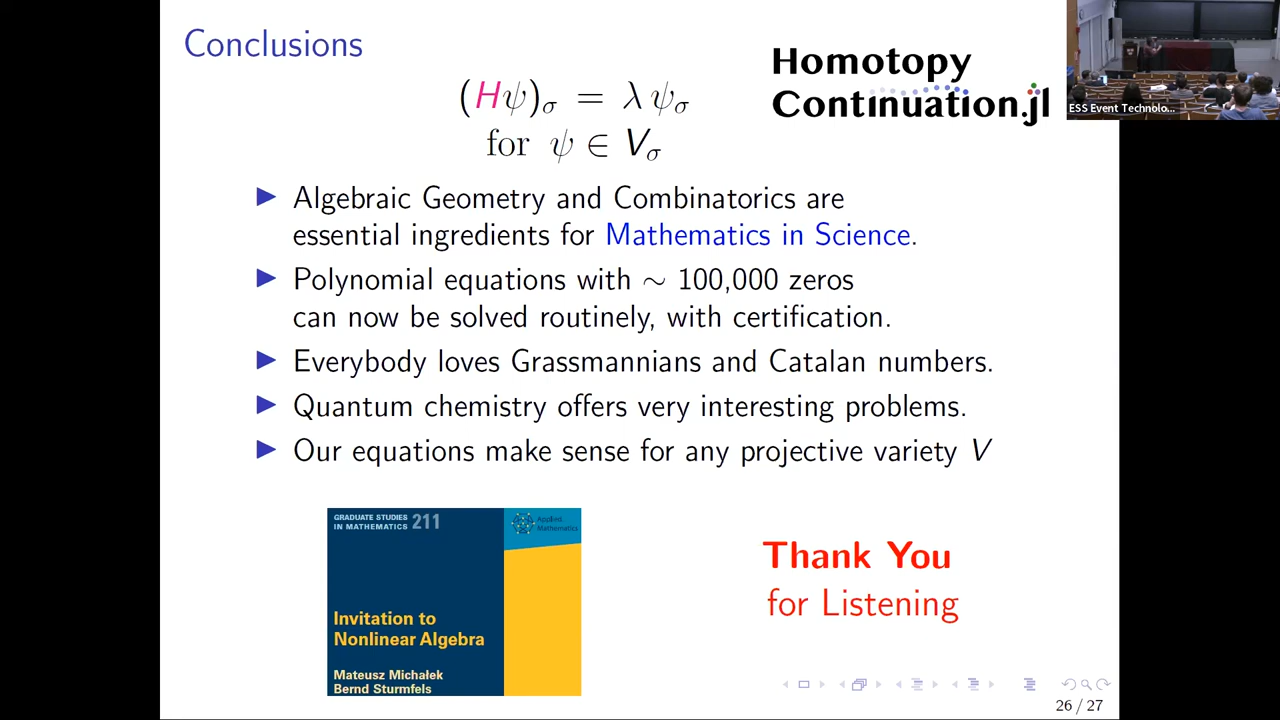 Conclusions
(Hψ)σ = λ ψσ
for ψ ∈ Vσ
Homotopy
Continuation.jl
ESS Event Technolo...
▶ Algebraic Geometry and Combinatorics are
essential ingredients for Mathematics in Science.
▶ Polynomial equations with ∼ 100,000 zeros
can now be solved routinely, with certification.
▶ Everybody loves Grassmannians and Catalan numbers.
▶ Quantum chemistry offers very interesting problems.
▶ Our equations make sense for any projective variety V
GRADUATE STUDIES
IN MATHEMATICS 211
Applied
Mathematics
Invitation to
Nonlinear Algebra
Mateusz Michałek
Bernd Sturmfels
Thank You
for Listening
26 / 27